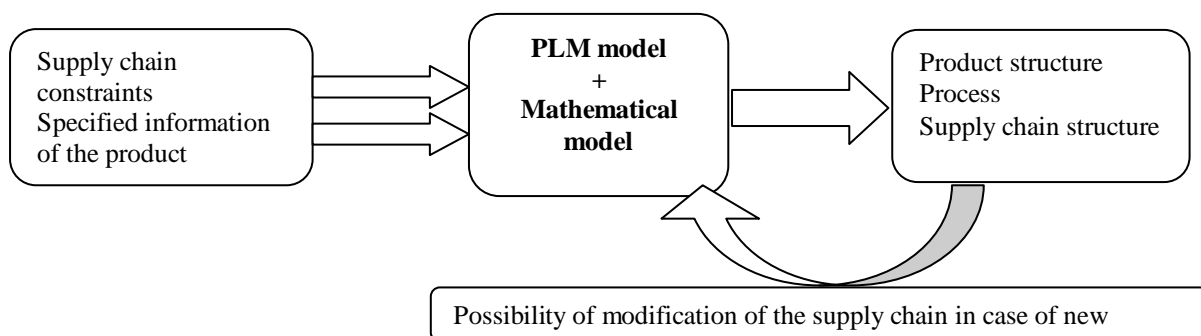 Supply chain
constraints
Specified information
of the product
PLM model
+
Mathematical
model
Product structure
Process
Supply chain structure
Possibility of modification of the supply chain in case of new